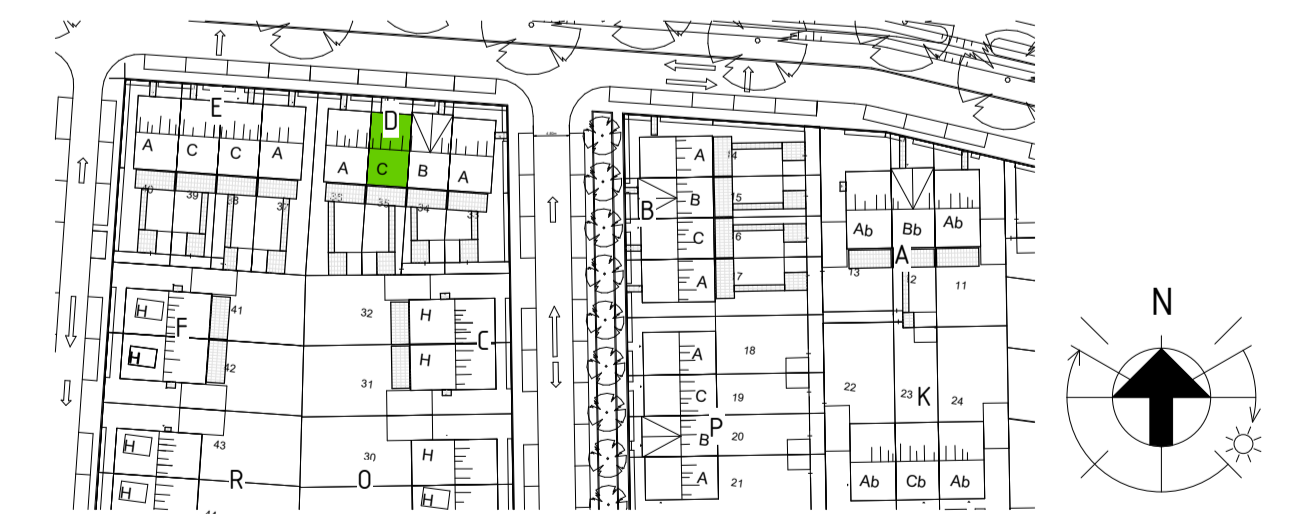 E
A C C A
40 39 38 37
D
A C B A
36 35 34 33
A
B
C
A
B
14
15
6
7
Ab Bb Ab
A
13 12 11
N
H
H
F
41
42
32
31
H
H
C
A
C
B
A
P
18
19
20
21
22 23 24
K
Ab Cb Ab
H
H
43
R
30
O
H
H